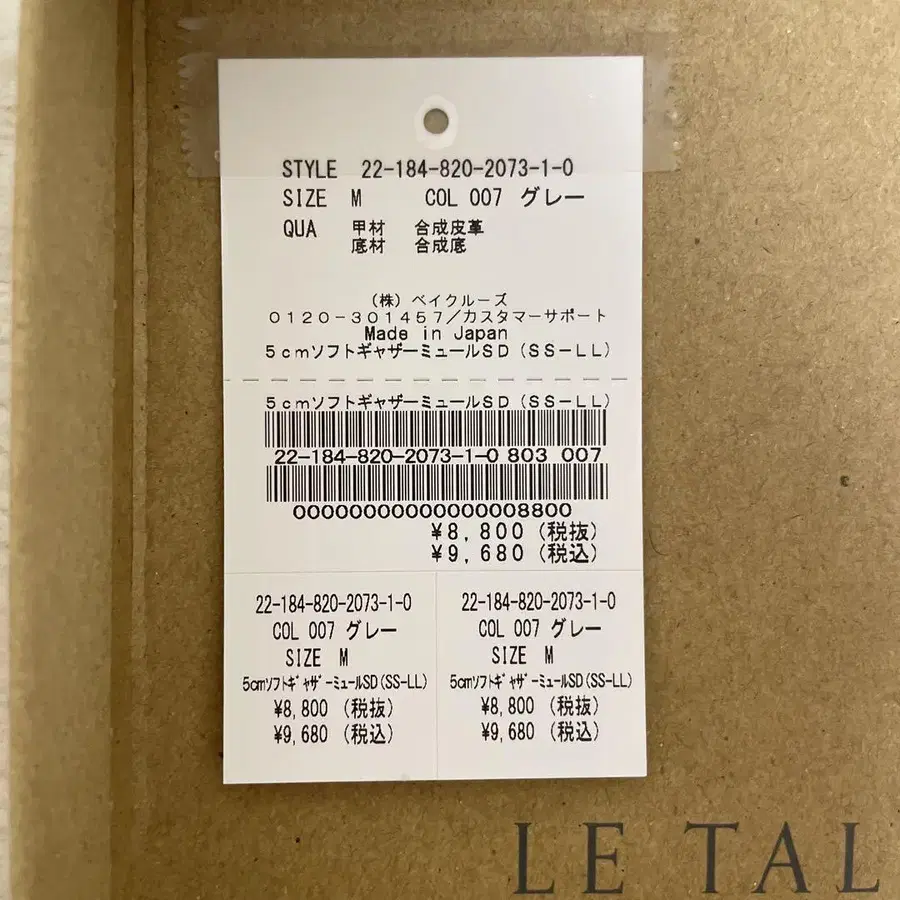 STYLE 22-184-820-2073-1-0
SIZE M COL 007 グレー
QUA 甲材 合成皮革
底材 合成底
(株) ベイクルーズ
0120-301457/カスタマーサポート
Made in Japan
5cmソフトギャザーミュールSD(SS-LL)
5cmソフトギャザーミュールSD(SS-LL)
22-184-820-2073-1-0 803 007
00000000000000008800
¥8,800 (税抜)
¥9,680 (税込)
22-184-820-2073-1-0
COL 007 グレー
SIZE M
5cmソフトギャザーミュールSD(SS-LL)
¥8,800 (税抜)
¥9,680 (税込)
22-184-820-2073-1-0
COL 007 グレー
SIZE M
5cmソフトギャザーミュールSD(SS-LL)
¥8,800 (税抜)
¥9,680 (税込)
LE TAL